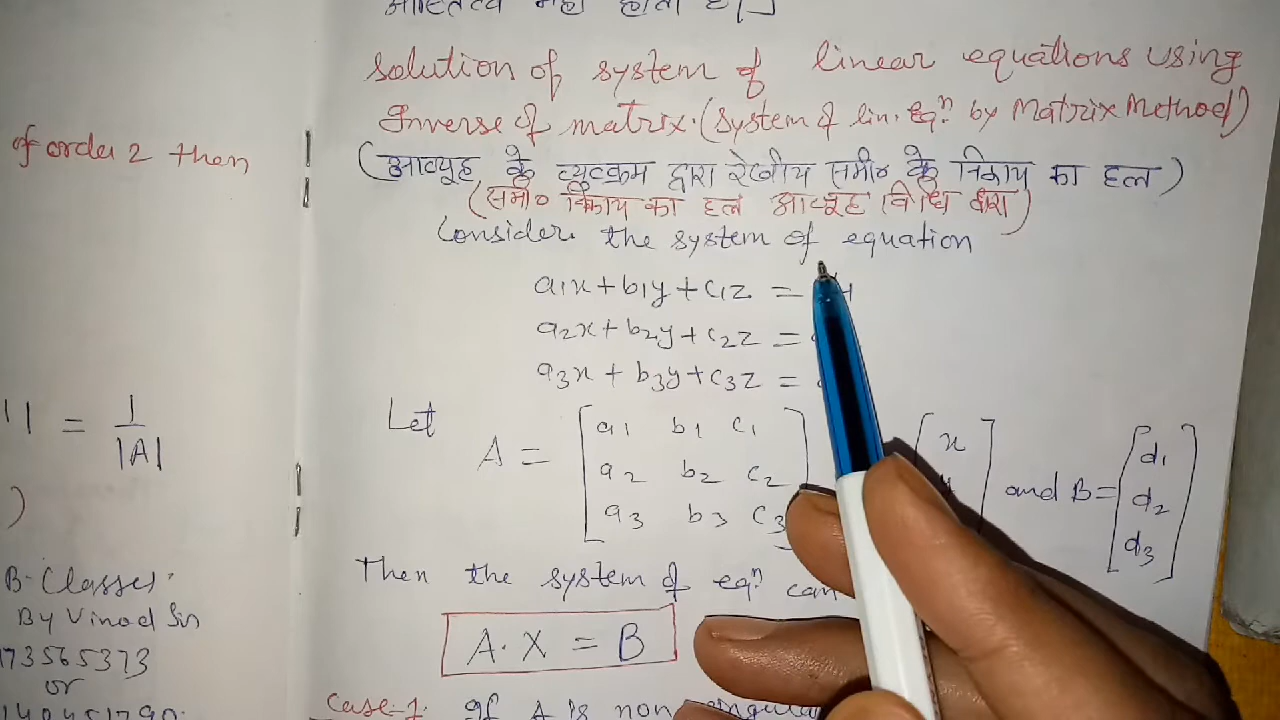 of order 2 then
11 = 1/|A|
)
B-Classes
By Vinod Sir
173565373
or
solution of system of linear equations using
Inverse of matrix. (System of lin. Eqⁿ. by Matrix Method)
(आव्यूह के व्युत्क्रम द्वारा रेखीय समी० के निकाय का हल)
(समी० निकाय का हल आव्यूह विधि द्वारा)
Consider the system of equation
a1x + b1y + c1z =
a2x + b2y + c2z =
a3x + b3y + c3z =
Let A = [a1 b1 c1 [x] and B = [d1
a2 b2 c2 d2
a3 b3 c3 d3]
Then the system of eqⁿ. can
A. X = B
Case-1. If A is non